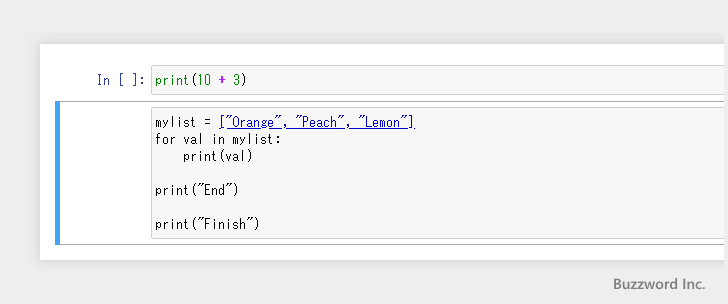 In [ ]: print(10 + 3)
mylist = ["Orange", "Peach", "Lemon"]
for val in mylist:
    print(val)
print("End")
print("Finish")
Buzzword Inc.